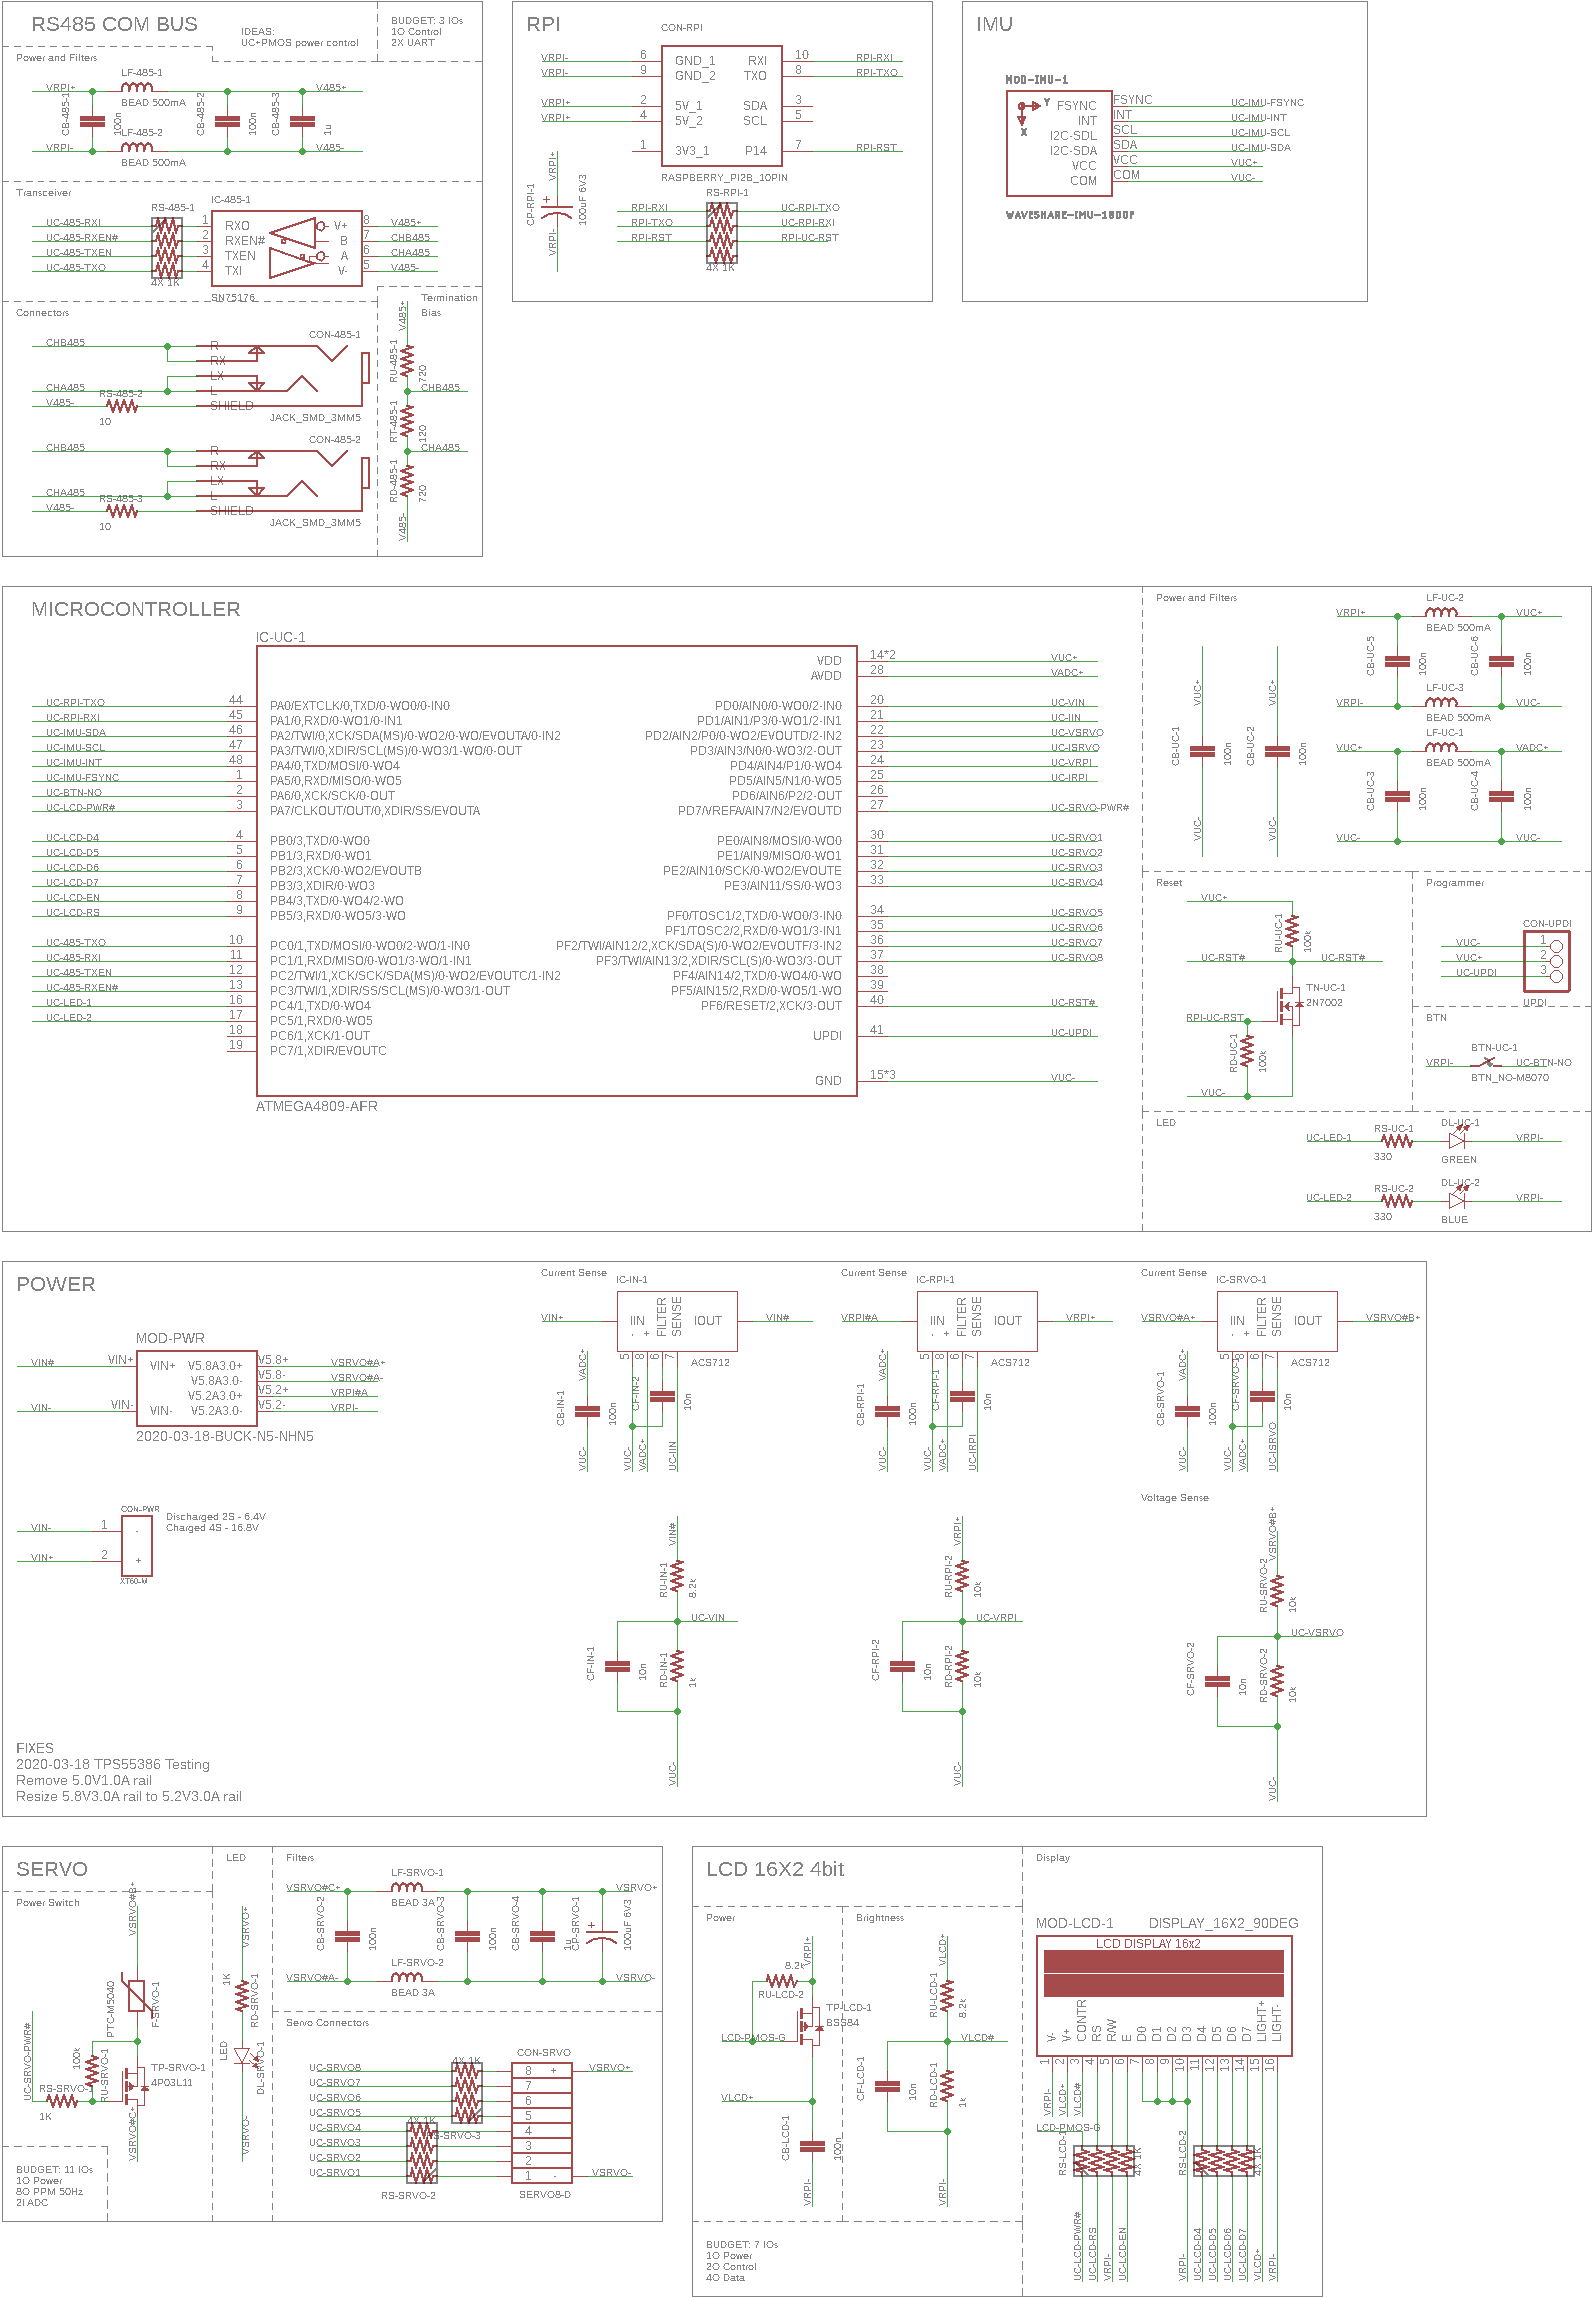 RS485 COM BUS
IDEAS:
UC+PMOS power control
BUDGET: 3 IOs
1O Control
2X UART
Power and Filters
LF-485-1
VRPI+
V485+
BEAD 500mA
CB-485-1
100n
CB-485-2
100n
CB-485-3
1u
LF-485-2
VRPI-
V485-
BEAD 500mA
Transceiver
RS-485-1
IC-485-1
UC-485-RXI
1
RXO
V+
8
V485+
UC-485-RXEN#
2
RXEN#
B
7
CHB485
UC-485-TXEN
3
TXEN
A
6
CHA485
UC-485-TXO
4
TXI
V-
5
V485-
4X 1K
SN75176
Connectors
Termination
Bias
CON-485-1
CHB485
R
RX
LX
CHA485
L
RS-485-2
V485-
SHIELD
10
JACK_SMD_3MM5
CON-485-2
CHB485
R
RX
LX
CHA485
L
RS-485-3
V485-
SHIELD
10
JACK_SMD_3MM5
V485+
RU-485-1
720
CHB485
RT-485-1
120
CHA485
RD-485-1
720
V485-
RPI
CON-RPI
VRPI-
6
GND_1
RXI
10
RPI-RXI
VRPI-
9
GND_2
TXO
8
RPI-TXO
VRPI+
2
5V_1
SDA
3
VRPI+
4
5V_2
SCL
5
1
3V3_1
P14
7
RPI-RST
RASPBERRY_PI2B_10PIN
VRPI+
CP-RPI-1
+
100uF 6V3
VRPI-
RS-RPI-1
RPI-RXI
UC-RPI-TXO
RPI-TXO
UC-RPI-RXI
RPI-RST
RPI-UC-RST
4X 1K
IMU
MOD-IMU-1
Y
X
FSYNC
FSYNC
UC-IMU-FSYNC
INT
INT
UC-IMU-INT
I2C-SDL
SCL
UC-IMU-SCL
I2C-SDA
SDA
UC-IMU-SDA
VCC
VCC
VUC+
COM
COM
VUC-
WAVESHARE-IMU-10DOF
MICROCONTROLLER
IC-UC-1
VDD
14*2
VUC+
AVDD
28
VADC+
UC-RPI-TXO
44
PA0/EXTCLK/0,TXD/0-WO0/0-IN0
PD0/AIN0/0-WO0/2-IN0
20
UC-VIN
UC-RPI-RXI
45
PA1/0,RXD/0-WO1/0-IN1
PD1/AIN1/P3/0-WO1/2-IN1
21
UC-IIN
UC-IMU-SDA
46
PA2/TWI/0,XCK/SDA(MS)/0-WO2/0-WO/EVOUTA/0-IN2
PD2/AIN2/P0/0-WO2/EVOUTD/2-IN2
22
UC-VSRVO
UC-IMU-SCL
47
PA3/TWI/0,XDIR/SCL(MS)/0-WO3/1-WO/0-OUT
PD3/AIN3/N0/0-WO3/2-OUT
23
UC-ISRVO
UC-IMU-INT
48
PA4/0,TXD/MOSI/0-WO4
PD4/AIN4/P1/0-WO4
24
UC-VRPI
UC-IMU-FSYNC
1
PA5/0,RXD/MISO/0-WO5
PD5/AIN5/N1/0-WO5
25
UC-IRPI
UC-BTN-NO
2
PA6/0,XCK/SCK/0-OUT
PD6/AIN6/P2/2-OUT
26
UC-LCD-PWR#
3
PA7/CLKOUT/OUT/0,XDIR/SS/EVOUTA
PD7/VREFA/AIN7/N2/EVOUTD
27
UC-SRVO-PWR#
UC-LCD-D4
4
PB0/3,TXD/0-WO0
PE0/AIN8/MOSI/0-WO0
30
UC-SRVO1
UC-LCD-D5
5
PB1/3,RXD/0-WO1
PE1/AIN9/MISO/0-WO1
31
UC-SRVO2
UC-LCD-D6
6
PB2/3,XCK/0-WO2/EVOUTB
PE2/AIN10/SCK/0-WO2/EVOUTE
32
UC-SRVO3
UC-LCD-D7
7
PB3/3,XDIR/0-WO3
PE3/AIN11/SS/0-WO3
33
UC-SRVO4
UC-LCD-EN
8
PB4/3,TXD/0-WO4/2-WO
UC-LCD-RS
9
PB5/3,RXD/0-WO5/3-WO
PF0/TOSC1/2,TXD/0-WO0/3-IN0
34
UC-SRVO5
PF1/TOSC2/2,RXD/0-WO1/3-IN1
35
UC-SRVO6
UC-485-TXO
10
PC0/1,TXD/MOSI/0-WO0/2-WO/1-IN0
PF2/TWI/AIN12/2,XCK/SDA(S)/0-WO2/EVOUTF/3-IN2
36
UC-SRVO7
UC-485-RXI
11
PC1/1,RXD/MISO/0-WO1/3-WO/1-IN1
PF3/TWI/AIN13/2,XDIR/SCL(S)/0-WO3/3-OUT
37
UC-SRVO8
UC-485-TXEN
12
PC2/TWI/1,XCK/SCK/SDA(MS)/0-WO2/EVOUTC/1-IN2
PF4/AIN14/2,TXD/0-WO4/0-WO
38
UC-485-RXEN#
13
PC3/TWI/1,XDIR/SS/SCL(MS)/0-WO3/1-OUT
PF5/AIN15/2,RXD/0-WO5/1-WO
39
UC-LED-1
16
PC4/1,TXD/0-WO4
PF6/RESET/2,XCK/3-OUT
40
UC-RST#
UC-LED-2
17
PC5/1,RXD/0-WO5
18
PC6/1,XCK/1-OUT
UPDI
41
UC-UPDI
19
PC7/1,XDIR/EVOUTC
GND
15*3
VUC-
ATMEGA4809-AFR
Power and Filters
VUC+
CB-UC-1
100n
VUC-
VUC+
CB-UC-2
100n
VUC-
LF-UC-2
VRPI+
VUC+
BEAD 500mA
CB-UC-5
100n
CB-UC-6
100n
LF-UC-3
VRPI-
VUC-
BEAD 500mA
LF-UC-1
VUC+
VADC+
BEAD 500mA
CB-UC-3
100n
CB-UC-4
100n
VUC-
VUC-
Reset
VUC+
RU-UC-1
100k
UC-RST#
UC-RST#
TN-UC-1
2N7002
RPI-UC-RST
RD-UC-1
100k
VUC-
Programmer
CON-UPDI
VUC-
1
VUC+
2
UC-UPDI
3
UPDI
BTN
BTN-UC-1
VRPI-
UC-BTN-NO
BTN_NO-M8070
LED
UC-LED-1
RS-UC-1
330
DL-UC-1
GREEN
VRPI-
UC-LED-2
RS-UC-2
330
DL-UC-2
BLUE
VRPI-
POWER
MOD-PWR
VIN#
VIN+
VIN+
V5.8A3.0+
V5.8+
VSRVO#A+
V5.8A3.0-
V5.8-
VSRVO#A-
V5.2A3.0+
V5.2+
VRPI#A
VIN-
VIN-
VIN-
V5.2A3.0-
V5.2-
VRPI-
2020-03-18-BUCK-N5-NHN5
CON-PWR
Discharged 2S - 6.4V
Charged 4S - 16.8V
VIN-
1
-
VIN+
2
+
XT60-M
Current Sense
IC-IN-1
VIN+
IIN
- +
FILTER
SENSE
IOUT
VIN#
5
8
6
7
ACS712
VADC+
CB-IN-1
100n
VUC-
CF-IN-2
10n
VUC-
VADC+
UC-IIN
Current Sense
IC-RPI-1
VRPI#A
IIN
- +
FILTER
SENSE
IOUT
VRPI+
5
8
6
7
ACS712
VADC+
CB-RPI-1
100n
VUC-
CF-RPI-1
10n
VUC-
VADC+
UC-IRPI
Current Sense
IC-SRVO-1
VSRVO#A+
IIN
- +
FILTER
SENSE
IOUT
VSRVO#B+
5
8
6
7
ACS712
VADC+
CB-SRVO-1
100n
VUC-
CF-SRVO-1
10n
VUC-
VADC+
UC-ISRVO
VIN#
RU-IN-1
8.2k
UC-VIN
CF-IN-1
10n
RD-IN-1
1k
VUC-
VRPI+
RU-RPI-2
10k
UC-VRPI
CF-RPI-2
10n
RD-RPI-2
10k
VUC-
Voltage Sense
VSRVO#B+
RU-SRVO-2
10k
UC-VSRVO
CF-SRVO-2
10n
RD-SRVO-2
10k
VUC-
FIXES
2020-03-18 TPS55386 Testing
Remove 5.0V1.0A rail
Resize 5.8V3.0A rail to 5.2V3.0A rail
SERVO
Power Switch
VSRVO#B+
PTC-M5040
F-SRVO-1
UC-SRVO-PWR#
100k
RU-SRVO-1
TP-SRVO-1
4P03L11
RS-SRVO-1
1K
VSRVO#C+
BUDGET: 11 IOs
1O Power
8O PPM 50Hz
2I ADC
LED
VSRVO+
1K
RD-SRVO-1
LED
DL-SRVO-1
VSRVO-
Filters
LF-SRVO-1
VSRVO#C+
VSRVO+
BEAD 3A
CB-SRVO-2
100n
CB-SRVO-3
100n
CB-SRVO-4
1u
CP-SRVO-1
+
100uF 6V3
LF-SRVO-2
VSRVO#A-
VSRVO-
BEAD 3A
Servo Connectors
4X 1K
CON-SRVO
UC-SRVO8
8
+
VSRVO+
UC-SRVO7
7
UC-SRVO6
6
UC-SRVO5
5
4X 1K
UC-SRVO4
4
RS-SRVO-3
UC-SRVO3
3
UC-SRVO2
2
UC-SRVO1
1
-
VSRVO-
RS-SRVO-2
SERVO8-D
LCD 16X2 4bit
Power
VRPI+
8.2k
RU-LCD-2
TP-LCD-1
BSS84
LCD-PMOS-G
VLCD+
CB-LCD-1
100n
VRPI-
Brightness
VLCD+
RU-LCD-1
8.2k
VLCD#
CF-LCD-1
10n
RD-LCD-1
1k
VRPI-
BUDGET: 7 IOs
1O Power
2O Control
4O Data
Display
MOD-LCD-1
DISPLAY_16X2_90DEG
LCD DISPLAY 16x2
V-
V+
CONTR
RS
R/W
E
D0
D1
D2
D3
D4
D5
D6
D7
LIGHT+
LIGHT-
1
2
3
4
5
6
7
8
9
10
11
12
13
14
15
16
VRPI-
VLCD+
VLCD#
LCD-PMOS-G
RS-LCD-1
4X 1K
RS-LCD-2
4X 1K
UC-LCD-PWR#
UC-LCD-RS
VRPI-
UC-LCD-EN
VRPI-
UC-LCD-D4
UC-LCD-D5
UC-LCD-D6
UC-LCD-D7
VLCD+
VRPI-